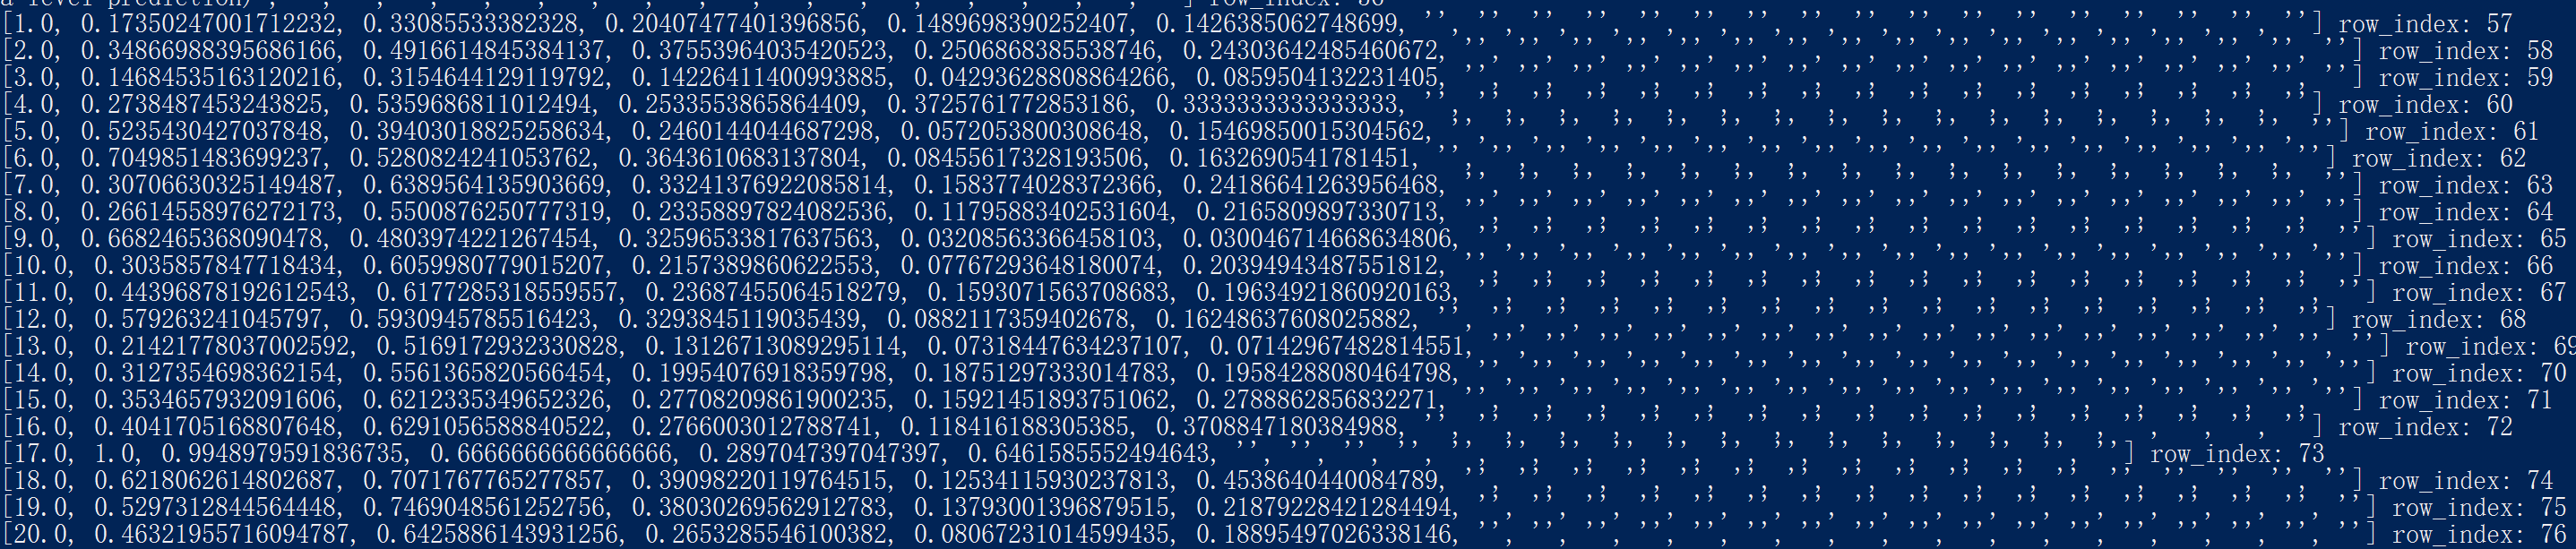 [1.0, 0.17350247001712232, 0.33085533382328, 0.20407477401396856, 0.1489698390252407, 0.1426385062748699, '', '', '', '', '', '', '', '', '', '', '', '', '', '', '', '', ''] row_index: 57
[2.0, 0.34866988395686166, 0.4916614845384137, 0.37553964035420523, 0.2506868385538746, 0.24303642485460672, '', '', '', '', '', '', '', '', '', '', '', '', '', '', '', '', ''] row_index: 58
[3.0, 0.14684535163120216, 0.3154644129119792, 0.14226411400993885, 0.04293628808864266, 0.0859504132231405, '', '', '', '', '', '', '', '', '', '', '', '', '', '', '', '', ''] row_index: 59
[4.0, 0.2738487453243825, 0.5359686811012494, 0.2533553865864409, 0.3725761772853186, 0.3333333333333333, '', '', '', '', '', '', '', '', '', '', '', '', '', '', '', '', ''] row_index: 60
[5.0, 0.5235430427037848, 0.39403018825258634, 0.2460144044687298, 0.0572053800308648, 0.15469850015304562, '', '', '', '', '', '', '', '', '', '', '', '', '', '', '', '', ''] row_index: 61
[6.0, 0.7049851483699237, 0.5280824241053762, 0.3643610683137804, 0.08455617328193506, 0.1632690541781451, '', '', '', '', '', '', '', '', '', '', '', '', '', '', '', '', ''] row_index: 62
[7.0, 0.30706630325149487, 0.6389564135903669, 0.33241376922085814, 0.1583774028372366, 0.24186641263956468, '', '', '', '', '', '', '', '', '', '', '', '', '', '', '', '', ''] row_index: 63
[8.0, 0.26614558976272173, 0.5500876250777319, 0.23358897824082536, 0.11795883402531604, 0.2165809897330713, '', '', '', '', '', '', '', '', '', '', '', '', '', '', '', '', ''] row_index: 64
[9.0, 0.6682465368090478, 0.4803974221267454, 0.32596533817637563, 0.03208563366458103, 0.030046714668634806, '', '', '', '', '', '', '', '', '', '', '', '', '', '', '', '', ''] row_index: 65
[10.0, 0.3035857847718434, 0.6059980779015207, 0.2157389860622553, 0.07767293648180074, 0.20394943487551812, '', '', '', '', '', '', '', '', '', '', '', '', '', '', '', '', ''] row_index: 66
[11.0, 0.44396878192612543, 0.6177285318559557, 0.23687455064518279, 0.1593071563708683, 0.19634921860920163, '', '', '', '', '', '', '', '', '', '', '', '', '', '', '', '', ''] row_index: 67
[12.0, 0.579263241045797, 0.5930945785516423, 0.3293845119035439, 0.0882117359402678, 0.16248637608025882, '', '', '', '', '', '', '', '', '', '', '', '', '', '', '', '', ''] row_index: 68
[13.0, 0.21421778037002592, 0.5169172932330828, 0.13126713089295114, 0.07318447634237107, 0.07142967482814551, '', '', '', '', '', '', '', '', '', '', '', '', '', '', '', '', ''] row_index: 69
[14.0, 0.3127354698362154, 0.5561365820566454, 0.19954076918359798, 0.18751297333014783, 0.19584288080464798, '', '', '', '', '', '', '', '', '', '', '', '', '', '', '', '', ''] row_index: 70
[15.0, 0.3534657932091606, 0.6212335349652326, 0.27708209861900235, 0.15921451893751062, 0.2788862856832271, '', '', '', '', '', '', '', '', '', '', '', '', '', '', '', '', ''] row_index: 71
[16.0, 0.4041705168807648, 0.6291056588840522, 0.2766003012788741, 0.118416188305385, 0.3708847180384988, '', '', '', '', '', '', '', '', '', '', '', '', '', '', '', '', ''] row_index: 72
[17.0, 1.0, 0.9948979591836735, 0.6666666666666666, 0.2897047397047397, 0.6461585552494643, '', '', '', '', '', '', '', '', '', '', '', '', '', '', '', '', ''] row_index: 73
[18.0, 0.6218062614802687, 0.7071767765277857, 0.39098220119764515, 0.12534115930237813, 0.4538640440084789, '', '', '', '', '', '', '', '', '', '', '', '', '', '', '', '', ''] row_index: 74
[19.0, 0.5297312844564448, 0.7469048561252756, 0.38030269562912783, 0.13793001396879515, 0.21879228421284494, '', '', '', '', '', '', '', '', '', '', '', '', '', '', '', '', ''] row_index: 75
[20.0, 0.46321955716094787, 0.6425886143931256, 0.2653285546100382, 0.08067231014599435, 0.18895497026338146, '', '', '', '', '', '', '', '', '', '', '', '', '', '', '', '', ''] row_index: 76